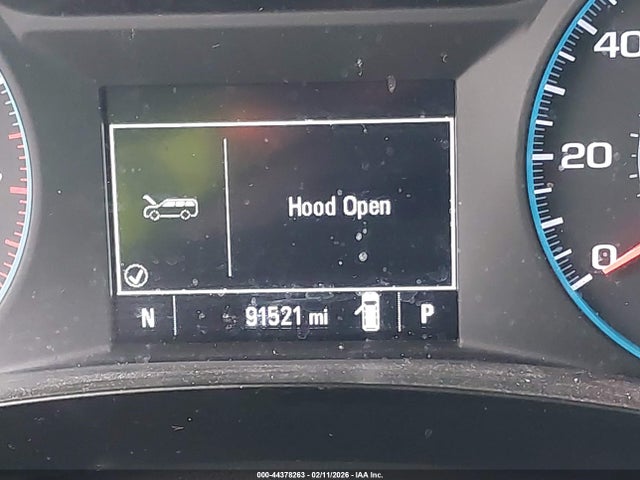 40
20
0
Hood Open
N 91521 mi P
000-44378263 - 02/11/2026 - IAA Inc.